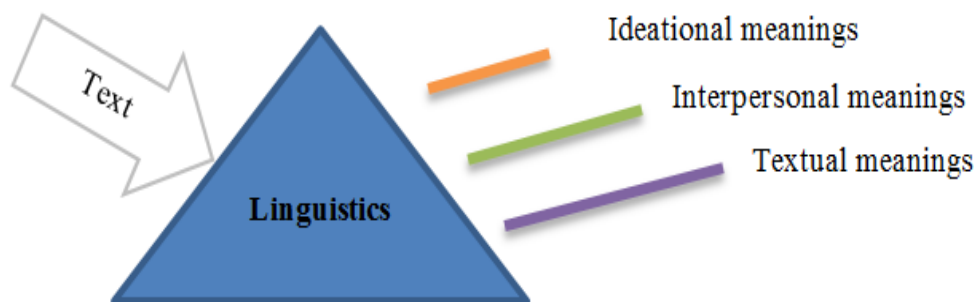 Text
Linguistics
Ideational meanings
Interpersonal meanings
Textual meanings